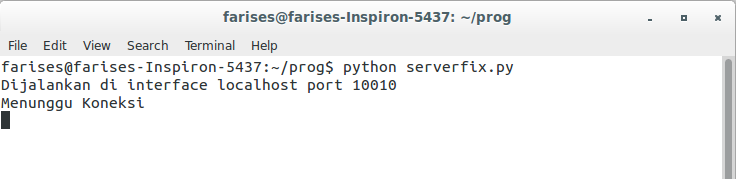 farises@farises-Inspiron-5437: ~/prog
File Edit View Search Terminal Help
farises@farises-Inspiron-5437:~/prog$ python serverfix.py
Dijalankan di interface localhost port 10010
Menunggu Koneksi